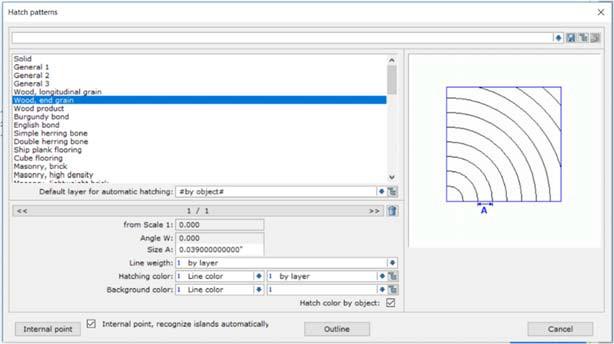 Hatch patterns
Solid
General 1
General 2
General 3
Wood, longitudinal grain
Wood, end grain
Wood product
Burgundy bond
English bond
Simple herring bone
Double herring bone
Ship plank flooring
Cube flooring
Masonry, brick
Masonry, high density
Masonry, lightweight brick
Default layer for automatic hatching: #by object#
<< 1 / 1 >>
from Scale 1: 0.000
Angle W: 0.000
Size A: 0.039000000000"
Line weigth: 1 by layer
Hatching color: 1 Line color 1 by layer
Background color: 1 Line color 1
Hatch color by object:
Internal point
Internal point, recognize islands automatically
Outline
Cancel
A